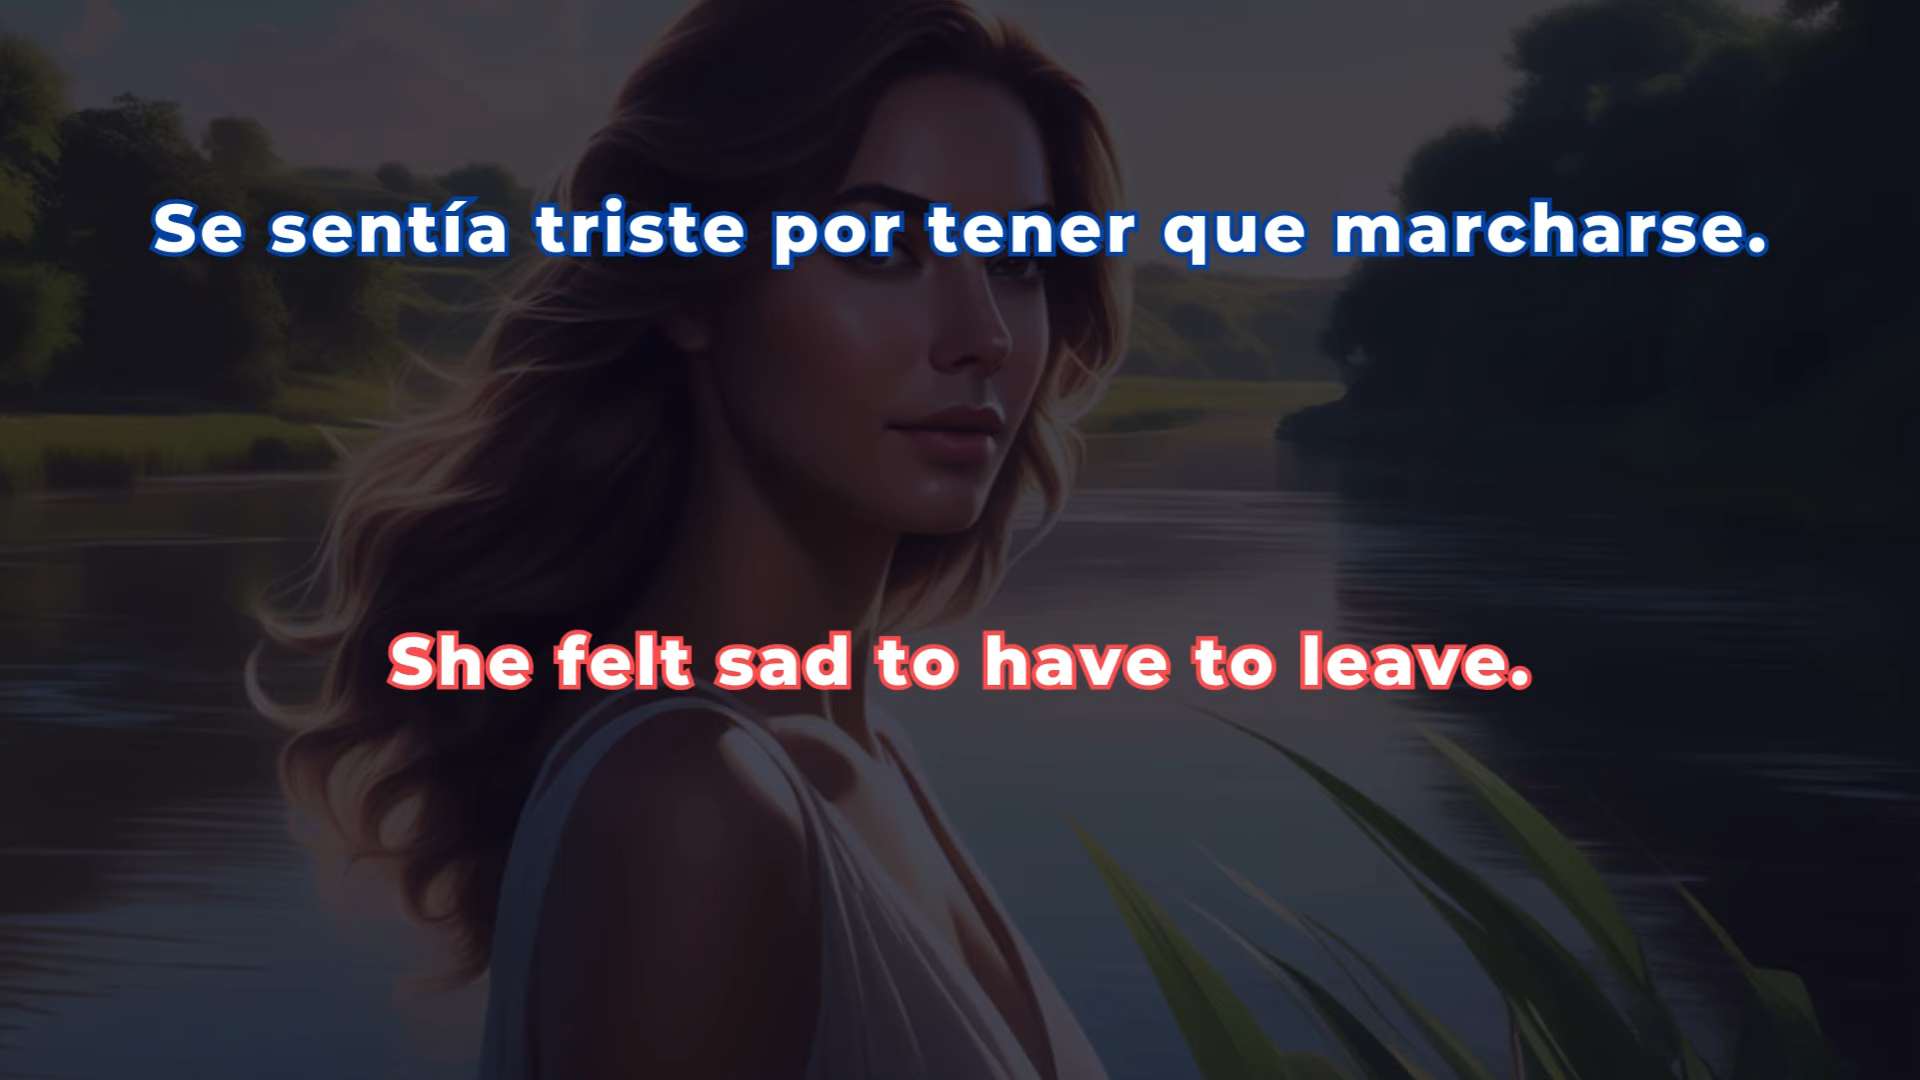 Se sentía triste por tener que marcharse.
She felt sad to have to leave.